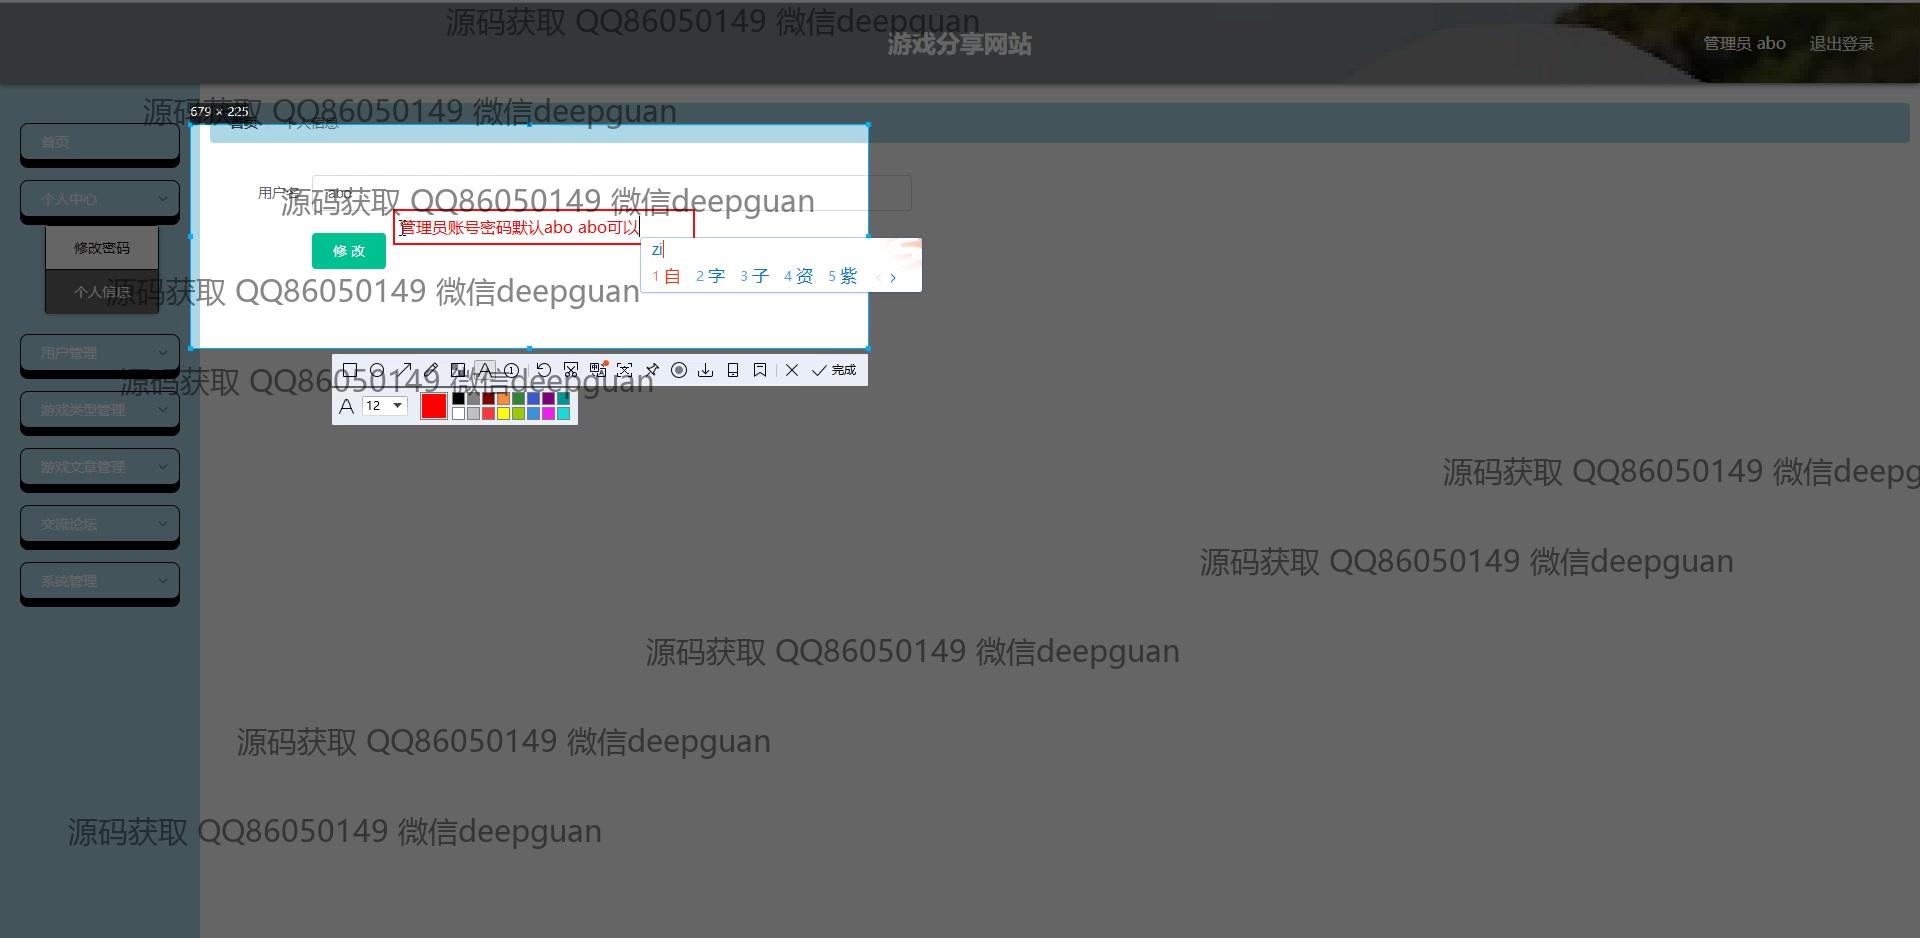 源码获取 QQ86050149 微信deepguan
游戏分享网站
管理员 abo
退出登录
源码获取 QQ86050149 微信deepguan
679 × 225
首页
个人信息
首页
用户名
abo
源码获取 QQ86050149 微信deepguan
个人中心
管理员账号密码默认abo abo可以
修改密码
修 改
zi
1 自 2 字 3 子 4 资 5 紫
个人信息
源码获取 QQ86050149 微信deepguan
用户管理
完成
源码获取 QQ86050149 微信deepguan
A 12
游戏类型管理
游戏文章管理
源码获取 QQ86050149 微信deepg
交流论坛
源码获取 QQ86050149 微信deepguan
系统管理
源码获取 QQ86050149 微信deepguan
源码获取 QQ86050149 微信deepguan
源码获取 QQ86050149 微信deepguan